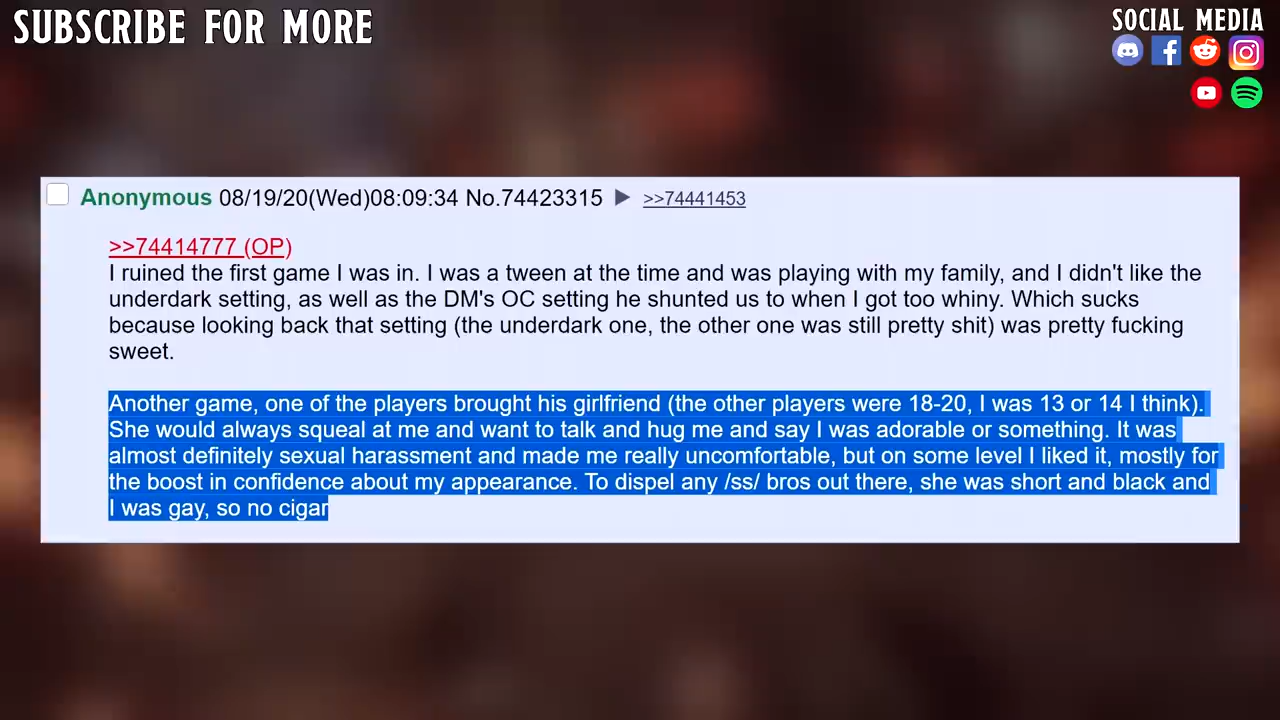 SUBSCRIBE FOR MORE
SOCIAL MEDIA
Anonymous 08/19/20(Wed)08:09:34 No.74423315 ▶ >>74441453
>>74414777 (OP)
I ruined the first game I was in. I was a tween at the time and was playing with my family, and I didn't like the
underdark setting, as well as the DM's OC setting he shunted us to when I got too whiny. Which sucks
because looking back that setting (the underdark one, the other one was still pretty shit) was pretty fucking
sweet.
Another game, one of the players brought his girlfriend (the other players were 18-20, I was 13 or 14 I think).
She would always squeal at me and want to talk and hug me and say I was adorable or something. It was
almost definitely sexual harassment and made me really uncomfortable, but on some level I liked it, mostly for
the boost in confidence about my appearance. To dispel any /ss/ bros out there, she was short and black and
I was gay, so no cigar